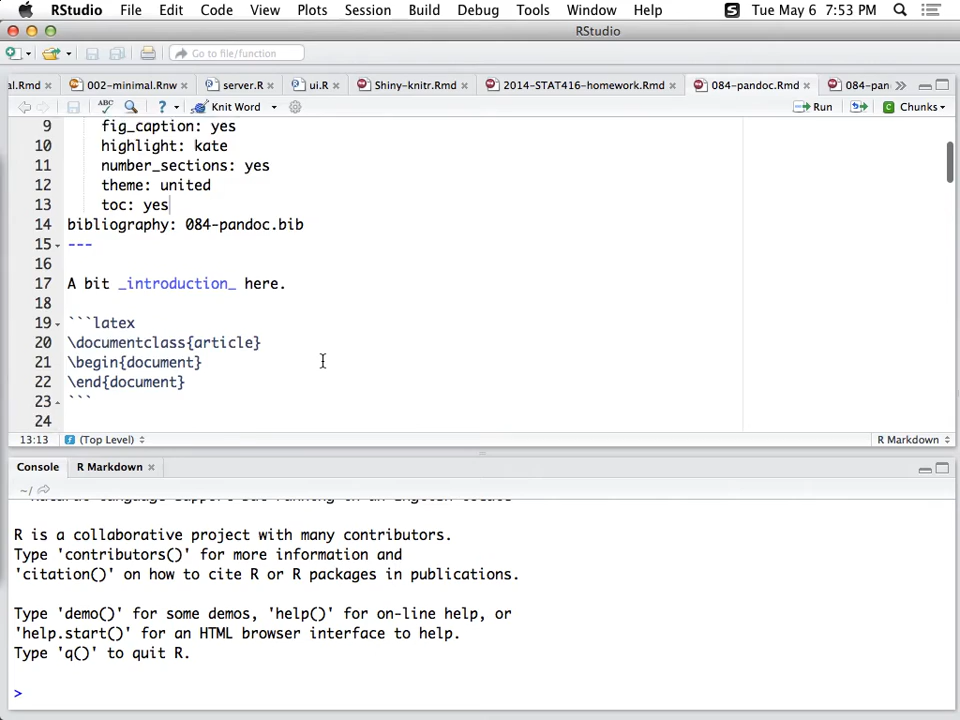 RStudio File Edit Code View Plots Session Build Debug Tools Window Help S Tue May 6 7:53 PM
RStudio
Go to file/function
al.Rmd × 002-minimal.Rnw × server.R × ui.R × Shiny-knitr.Rmd × 2014-STAT416-homework.Rmd × 084-pandoc.Rmd × 084-pan »
ABC ? Knit Word Run Chunks
9 fig_caption: yes
10 highlight: kate
11 number_sections: yes
12 theme: united
13 toc: yes
14 bibliography: 084-pandoc.bib
15 ---
16
17 A bit _introduction_ here.
18
19 ```latex
20 \documentclass{article}
21 \begin{document}
22 \end{document}
23 ```
24
13:13 (Top Level) R Markdown
Console R Markdown ×
~/
R is a collaborative project with many contributors.
Type 'contributors()' for more information and
'citation()' on how to cite R or R packages in publications.
Type 'demo()' for some demos, 'help()' for on-line help, or
'help.start()' for an HTML browser interface to help.
Type 'q()' to quit R.
>